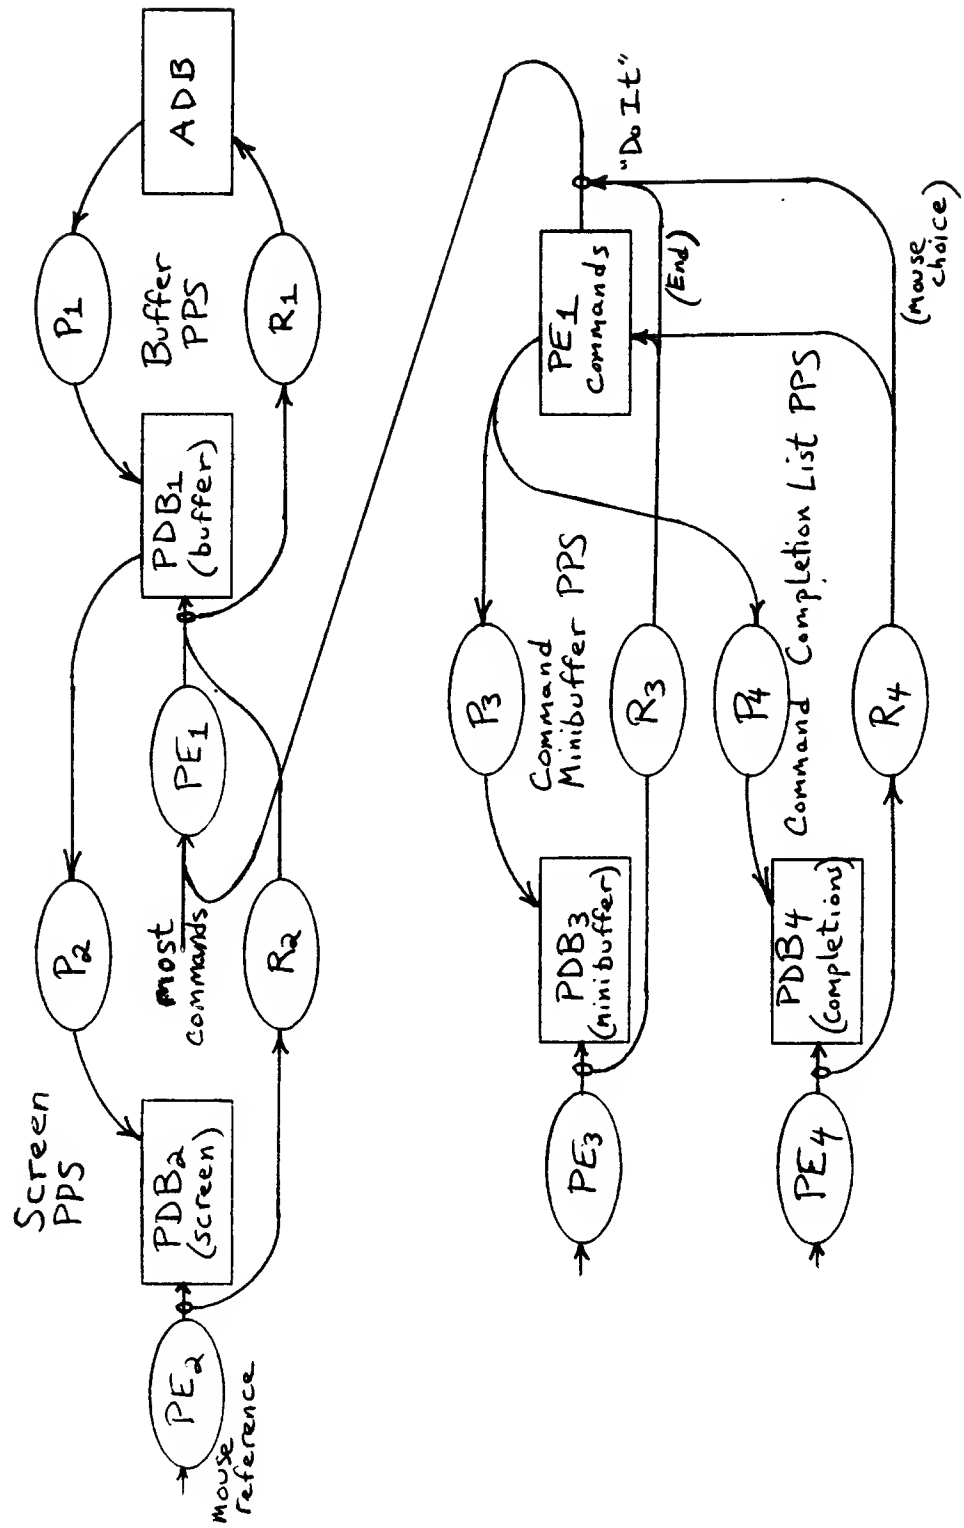 Screen
PPS
P2
P1
PE2
mouse
reference
PDB2
(screen)
most
commands
PE1
PDB1
(buffer)
Buffer
PPS
ADB
R2
R1
P3
PE3
PDB3
(minibuffer)
Command
Minibuffer PPS
PE1
commands
"Do It"
R3
(End)
P4
PE4
PDB4
(completions)
Command Completion List PPS
R4
(mouse
choice)